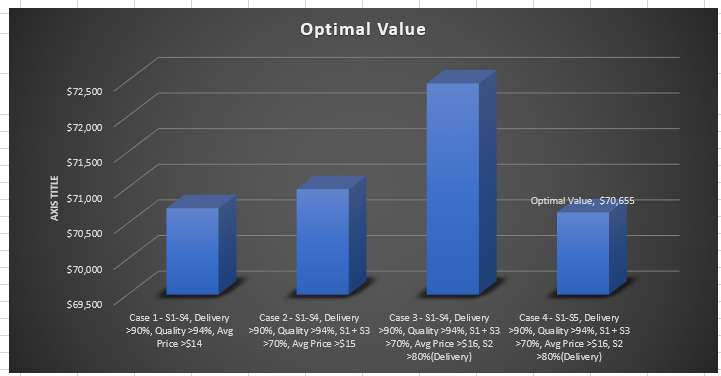 Optimal Value
$72,500
$72,000
$71,500
$71,000
$70,500
$70,000
$69,500
AXIS TITLE
Optimal Value, $70,655
Case 1 - S1-S4, Delivery
>90%, Quality >94%, Avg
Price >$14
Case 2 - S1-S4, Delivery
>90%, Quality >94%, S1 + S3
>70%, Avg Price >$15
Case 3 - S1-S4, Delivery
>90%, Quality >94%, S1 + S3
>70%, Avg Price >$16, S2
>80%(Delivery)
Case 4 - S1-S5, Delivery
>90%, Quality >94%, S1 + S3
>70%, Avg Price >$16, S2
>80%(Delivery)